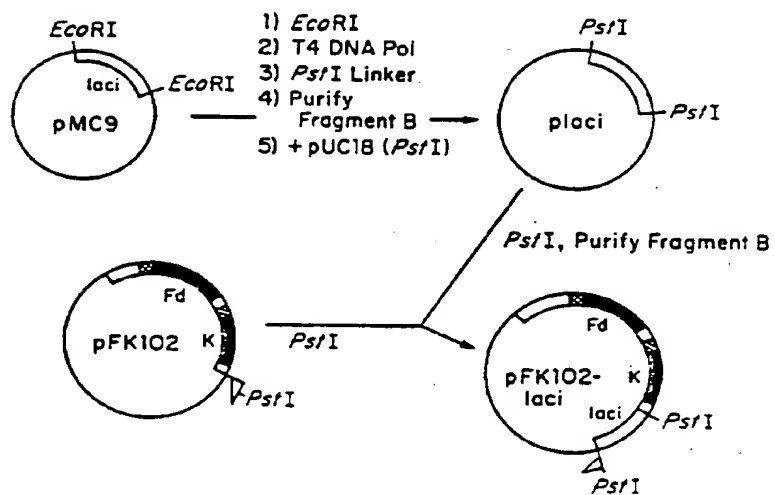 EcoRI
EcoRI
laci
pMC9
1) EcoRI
2) T4 DNA Pol
3) PstI Linker
4) Purify
Fragment B
5) + pUC18 (PstI)
PstI
PstI
placi
PstI, Purify Fragment B
Fd
pFK102
K
PstI
PstI
Fd
pFK102-
laci
K
laci
PstI
PstI